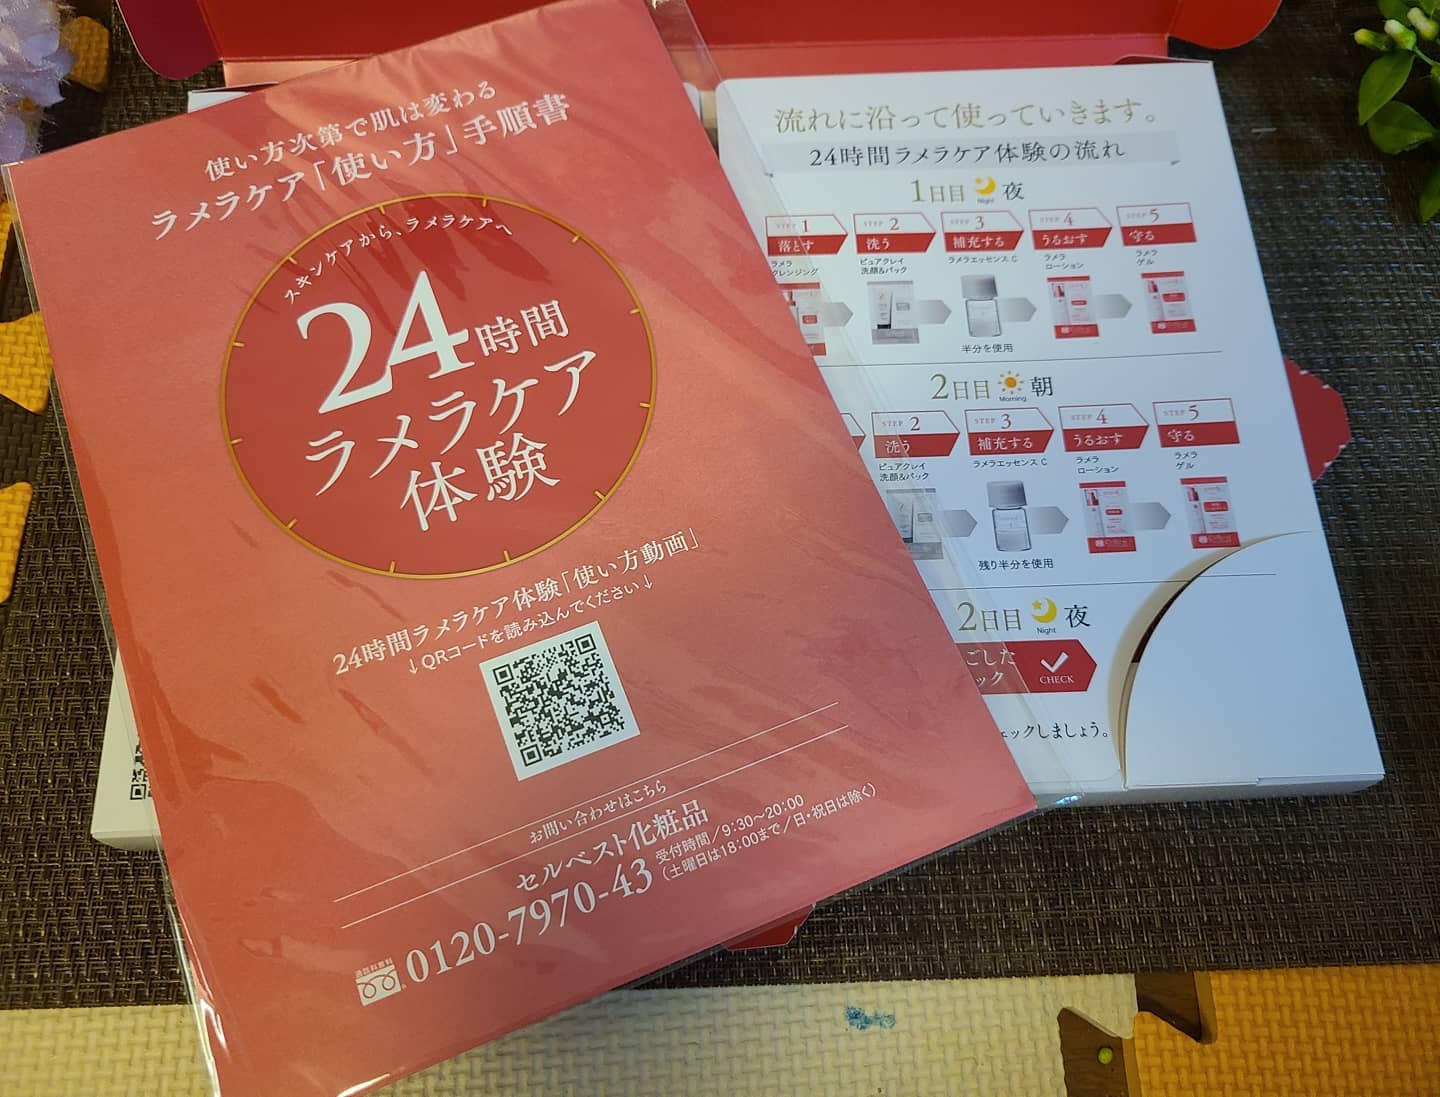 使い方次第で肌は変わる
ラメラケア「使い方」手順書
スキンケアから、ラメラケアへ
24時間
ラメラケア
体験
24時間ラメラケア体験「使い方動画」
↓QRコードを読み込んでください↓
お問い合わせはこちら
セルベスト化粧品
0120-7970-43
受付時間/9:30~20:00
(土曜日は18:00まで/日・祝日は除く)
流れに沿って使っていきます。
24時間ラメラケア体験の流れ
1日目 Night 夜
STEP 1 STEP 2 STEP 3 STEP 4 STEP 5
落とす 洗う 補充する うるおす 守る
ラメラ
クレンジング
ピュアクレイ
洗顔&パック
ラメラエッセンス C
ラメラ
ローション
ラメラ
ゲル
半分を使用
2日目 Morning 朝
STEP 2 STEP 3 STEP 4 STEP 5
洗う 補充する うるおす 守る
ピュアクレイ
洗顔&パック
ラメラエッセンス C
ラメラ
ローション
ラメラ
ゲル
残り半分を使用
2日目 Night 夜
ごした
ック
CHECK
ェックしましょう。